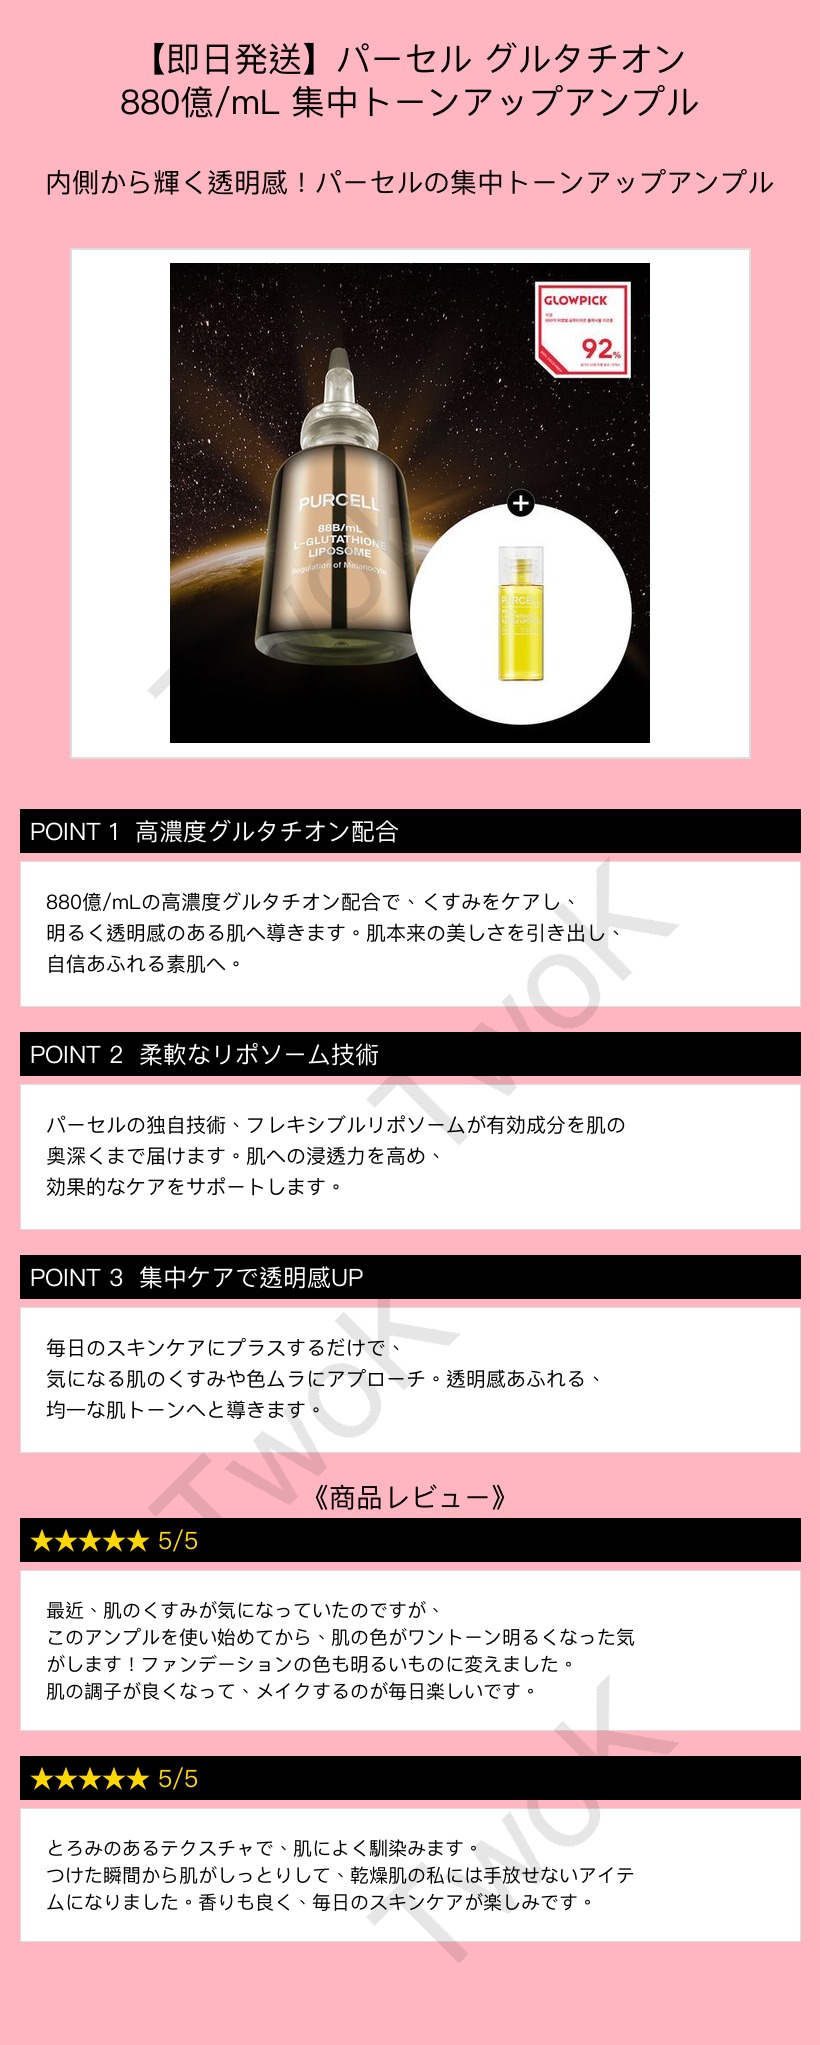 【即日発送】パーセル グルタチオン
880億/mL 集中トーンアップアンプル
内側から輝く透明感！パーセルの集中トーンアップアンプル
GLOWPICK
92%
PURCELL
88B/mL
L-GLUTATHIONE
LIPOSOME
Regulation of Melanocyte
+
PURCELL
POINT 1 高濃度グルタチオン配合
880億/mLの高濃度グルタチオン配合で、くすみをケアし、
明るく透明感のある肌へ導きます。肌本来の美しさを引き出し、
自信あふれる素肌へ。
POINT 2 柔軟なリポソーム技術
パーセルの独自技術、フレキシブルリポソームが有効成分を肌の
奥深くまで届けます。肌への浸透力を高め、
効果的なケアをサポートします。
POINT 3 集中ケアで透明感UP
毎日のスキンケアにプラスするだけで、
気になる肌のくすみや色ムラにアプローチ。透明感あふれる、
均一な肌トーンへと導きます。
《商品レビュー》
★★★★★ 5/5
最近、肌のくすみが気になっていたのですが、
このアンプルを使い始めてから、肌の色がワントーン明るくなった気
がします！ファンデーションの色も明るいものに変えました。
肌の調子が良くなって、メイクするのが毎日楽しいです。
★★★★★ 5/5
とろみのあるテクスチャで、肌によく馴染みます。
つけた瞬間から肌がしっとりして、乾燥肌の私には手放せないアイテ
ムになりました。香りも良く、毎日のスキンケアが楽しみです。
TwoK
TwoK
TwoK
TwoK